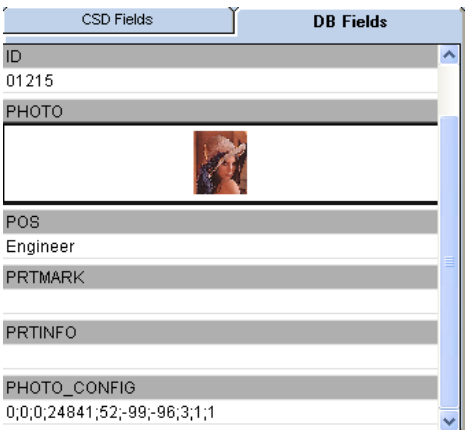 CSD Fields
DB Fields
ID
01215
PHOTO
POS
Engineer
PRTMARK
PRTINFO
PHOTO_CONFIG
0;0;0;24841;52;-99;-96;3;1;1